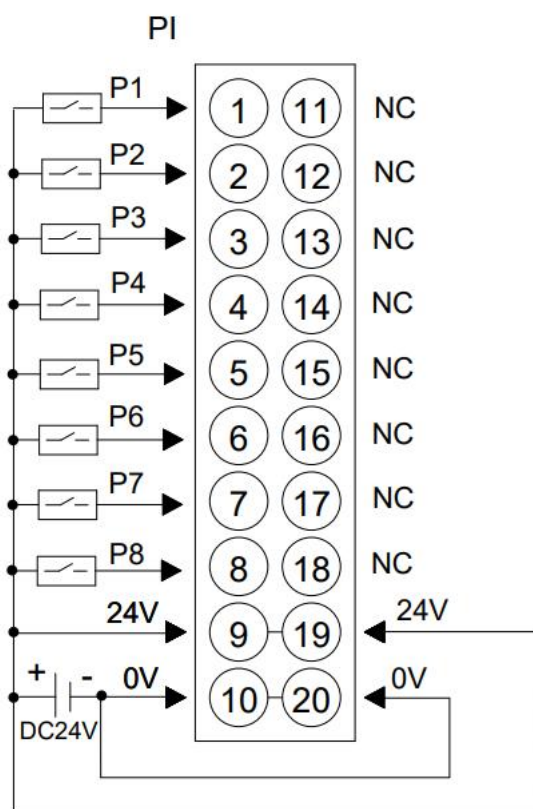 PI
P1 1 11 NC
P2 2 12 NC
P3 3 13 NC
P4 4 14 NC
P5 5 15 NC
P6 6 16 NC
P7 7 17 NC
P8 8 18 NC
24V 9 19 24V
+ - 0V 10 20 0V
DC24V